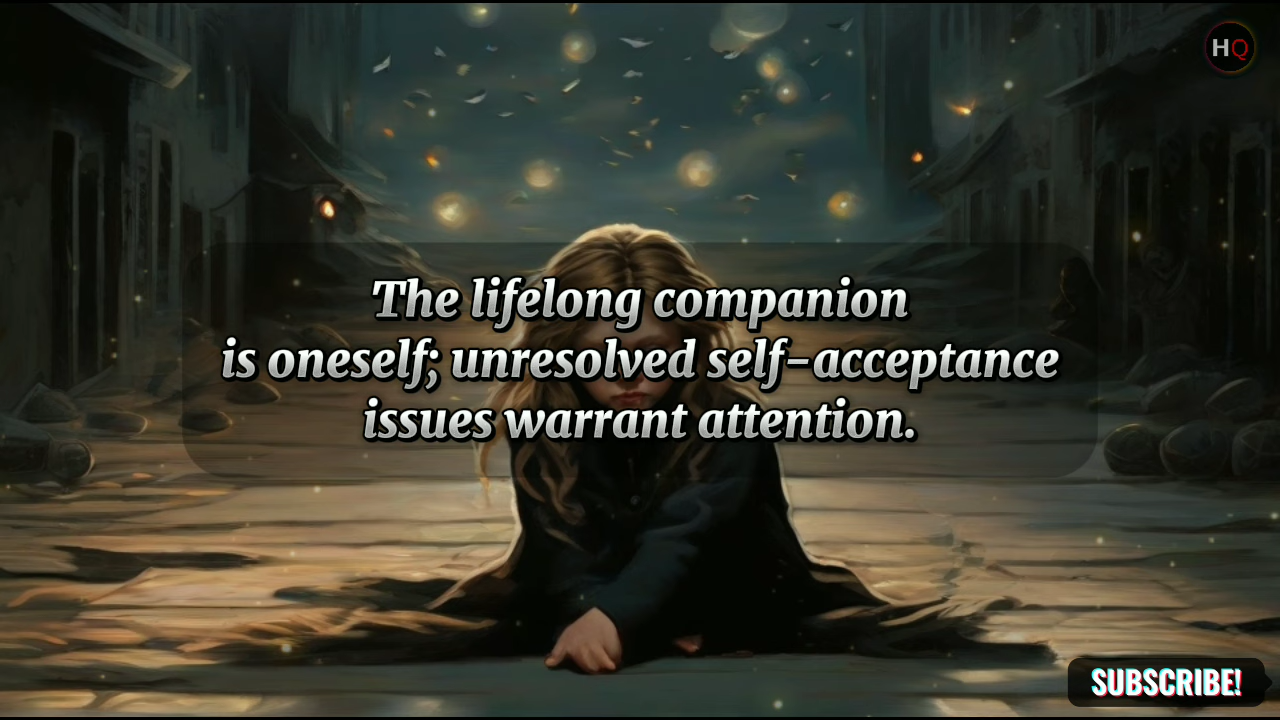 HQ
The lifelong companion
is oneself; unresolved self-acceptance
issues warrant attention.
SUBSCRIBE!